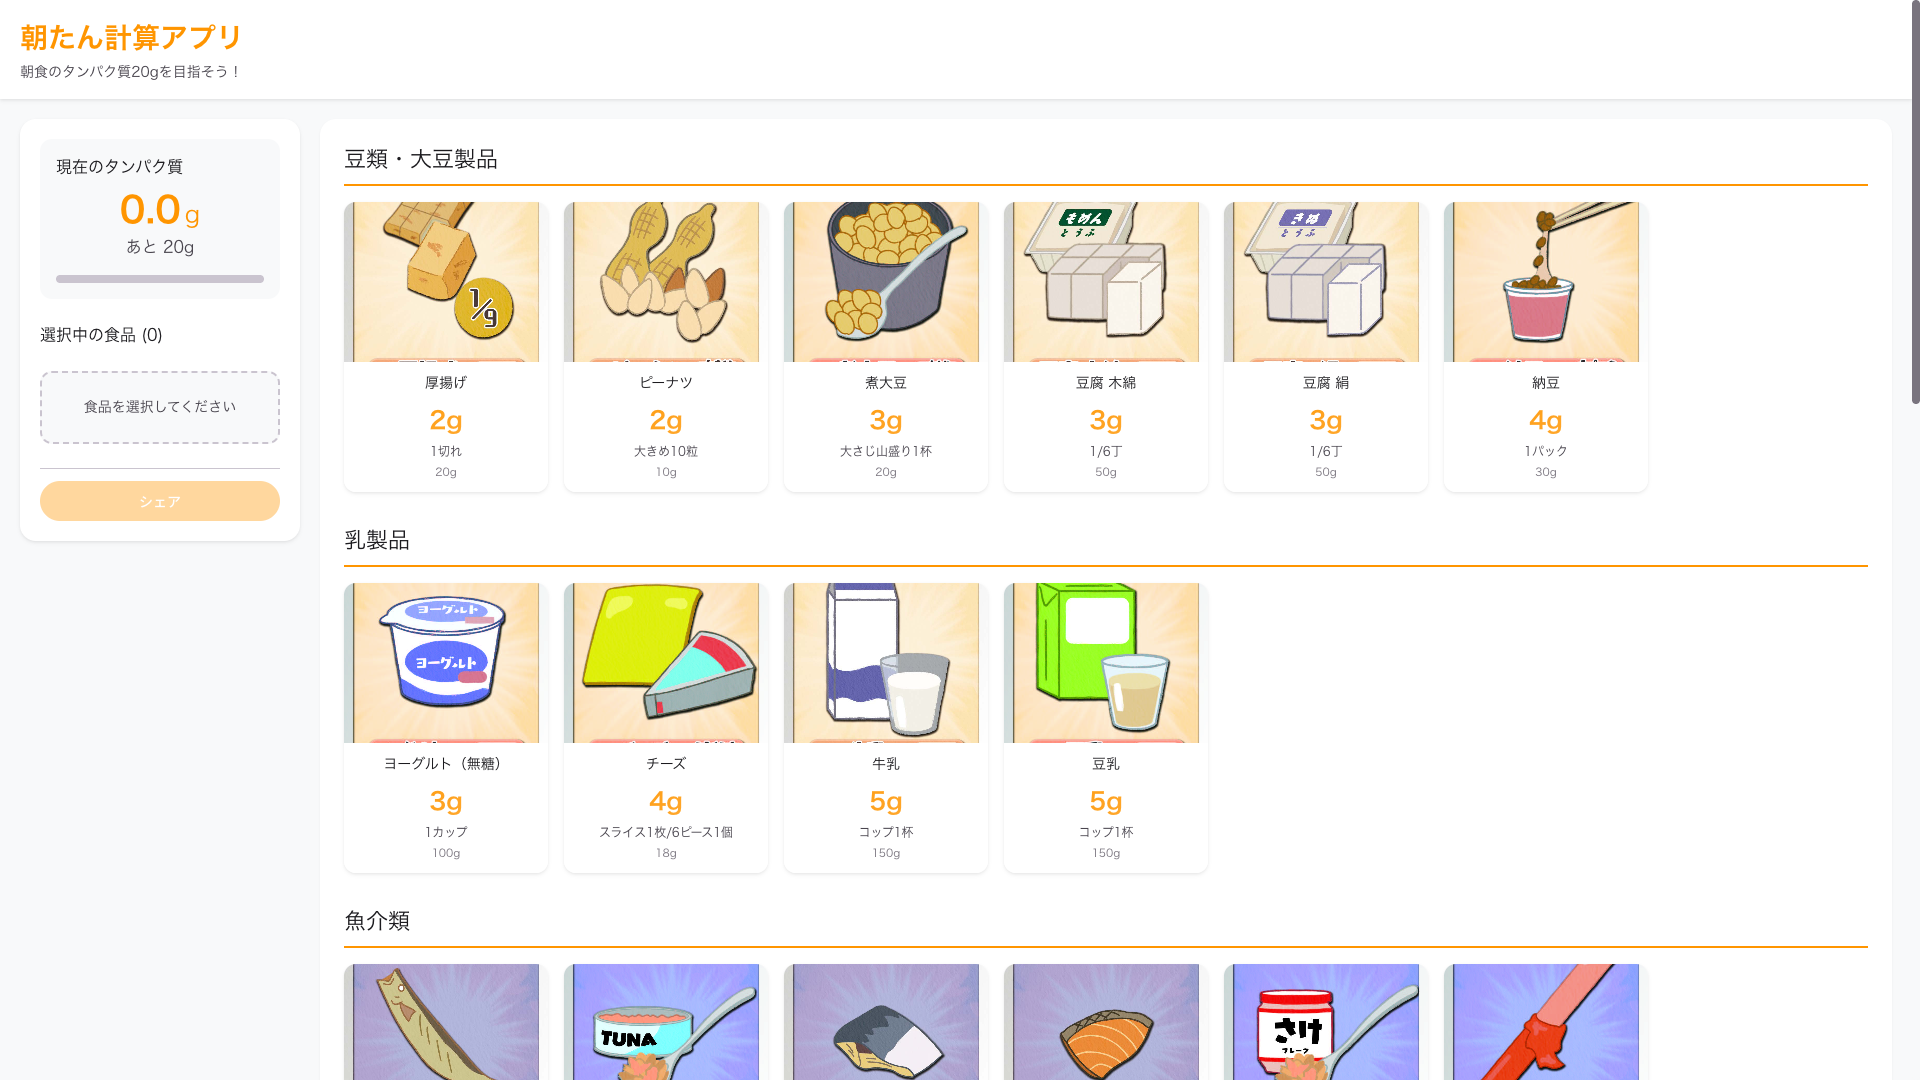 朝たん計算アプリ
朝食のタンパク質20gを目指そう！
現在のタンパク質
0.0g
あと 20g
選択中の食品 (0)
食品を選択してください
シェア
豆類・大豆製品
1/9
厚揚げ
2g
1切れ
20g
ピーナツ
2g
大きめ10粒
10g
煮大豆
3g
大さじ山盛り1杯
20g
もめん
とうふ
豆腐 木綿
3g
1/6丁
50g
きぬ
とうふ
豆腐 絹
3g
1/6丁
50g
納豆
4g
1パック
30g
乳製品
ヨーグルト
ヨーグルト
ヨーグルト（無糖）
3g
1カップ
100g
チーズ
4g
スライス1枚/6ピース1個
18g
牛乳
5g
コップ1杯
150g
豆乳
5g
コップ1杯
150g
魚介類
TUNA
さけ
フレーク